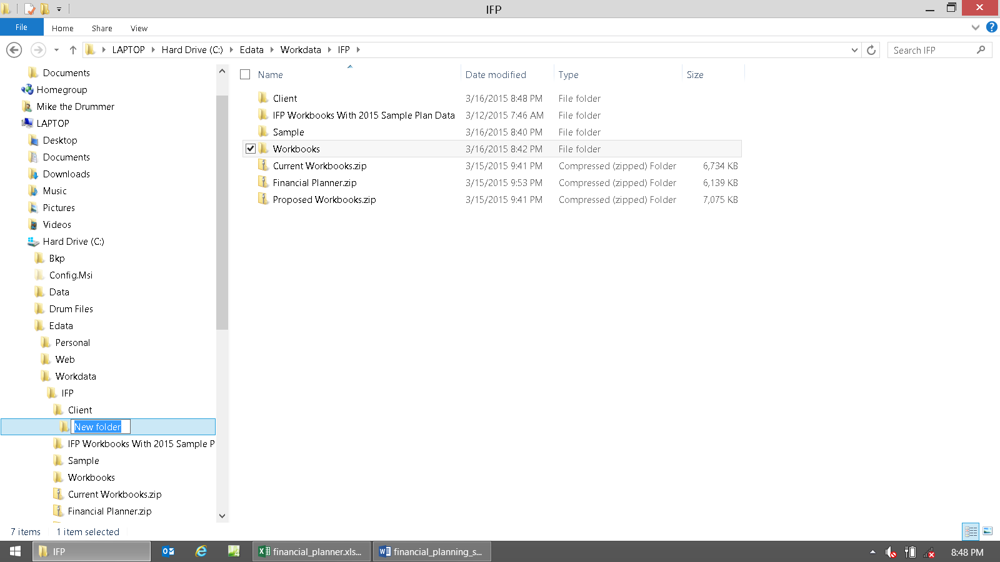 IFP
File Home Share View
LAPTOP Hard Drive (C:) Edata Workdata IFP
Search IFP
Documents
Homegroup
Mike the Drummer
LAPTOP
Desktop
Documents
Downloads
Music
Pictures
Videos
Hard Drive (C:)
Bkp
Config.Msi
Data
Drum Files
Edata
Personal
Web
Workdata
IFP
Client
New folder
IFP Workbooks With 2015 Sample P
Sample
Workbooks
Current Workbooks.zip
Financial Planner.zip
Name Date modified Type Size
Client 3/16/2015 8:48 PM File folder
IFP Workbooks With 2015 Sample Plan Data 3/12/2015 7:46 AM File folder
Sample 3/16/2015 8:40 PM File folder
Workbooks 3/16/2015 8:42 PM File folder
Current Workbooks.zip 3/15/2015 9:41 PM Compressed (zipped) Folder 6,734 KB
Financial Planner.zip 3/15/2015 9:53 PM Compressed (zipped) Folder 6,139 KB
Proposed Workbooks.zip 3/15/2015 9:41 PM Compressed (zipped) Folder 7,075 KB
7 items 1 item selected
IFP financial_planner.xls... financial_planning_s... 8:48 PM